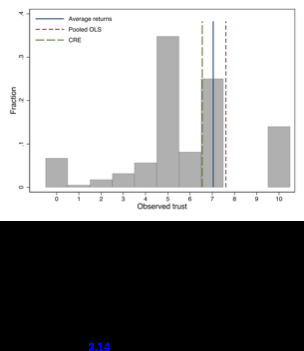 Average returns
Pooled OLS
CRE
.4
.3
.2
.1
0
Fraction
0 1 2 3 4 5 6 7 8 9 10
Observed trust